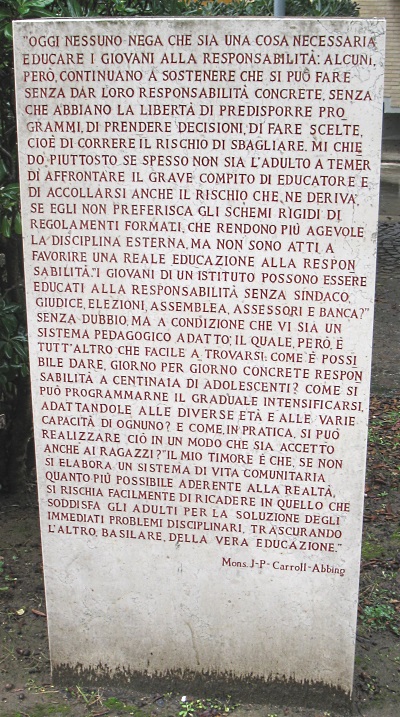 "OGGI NESSUNO NEGA CHE SIA UNA COSA NECESSARIA
EDUCARE I GIOVANI ALLA RESPONSABILITÀ: ALCUNI,
PERÒ, CONTINUANO A SOSTENERE CHE SI PUÒ FARE
SENZA DAR LORO RESPONSABILITÀ CONCRETE, SENZA
CHE ABBIANO LA LIBERTÀ DI PREDISPORRE PRO
GRAMMI, DI PRENDERE DECISIONI, DI FARE SCELTE,
CIOÈ DI CORRERE IL RISCHIO DI SBAGLIARE. MI CHIE
DO, PIUTTOSTO, SE SPESSO NON SIA L'ADULTO A TEMER
DI AFFRONTARE IL GRAVE COMPITO DI EDUCATORE E
DI ACCOLLARSI ANCHE IL RISCHIO CHE NE DERIVA,
SE EGLI NON PREFERISCA GLI SCHEMI RIGIDI DI
REGOLAMENTI FORMATI, CHE RENDONO PIÙ AGEVOLE
LA DISCIPLINA ESTERNA, MA NON SONO ATTI A
FAVORIRE UNA REALE EDUCAZIONE ALLA RESPON
SABILITÀ."I GIOVANI DI UN ISTITUTO POSSONO ESSERE
EDUCATI ALLA RESPONSABILITÀ SENZA SINDACO,
GIUDICE, ELEZIONI, ASSEMBLEA, ASSESSORI E BANCA?"
SENZA DUBBIO, MA A CONDIZIONE CHE VI SIA UN
SISTEMA PEDAGOGICO ADATTO; IL QUALE, PERÒ, È
TUTT'ALTRO CHE FACILE A TROVARSI: COME È POSSI
BILE DARE, GIORNO PER GIORNO CONCRETE RESPON
SABILITÀ A CENTINAIA DI ADOLESCENTI? COME SI
PUÒ PROGRAMMARNE IL GRADUALE INTENSIFICARSI,
ADATTANDOLE ALLE DIVERSE ETÀ E ALLE VARIE
CAPACITÀ DI OGNUNO? E COME, IN PRATICA, SI PUÒ
REALIZZARE CIÒ IN UN MODO CHE SIA ACCETTO
ANCHE AI RAGAZZI?"IL MIO TIMORE È CHE, SE NON
SI ELABORA UN SISTEMA DI VITA COMUNITARIA
QUANTO PIÙ POSSIBILE ADERENTE ALLA REALTÀ,
SI RISCHIA FACILMENTE DI RICADERE IN QUELLO CHE
SODDISFA GLI ADULTI PER LA SOLUZIONE DEGLI
IMMEDIATI PROBLEMI DISCIPLINARI, TRASCURANDO
L'ALTRO, BASILARE, DELLA VERA EDUCAZIONE."
Mons. J-P- Carroll-Abbing